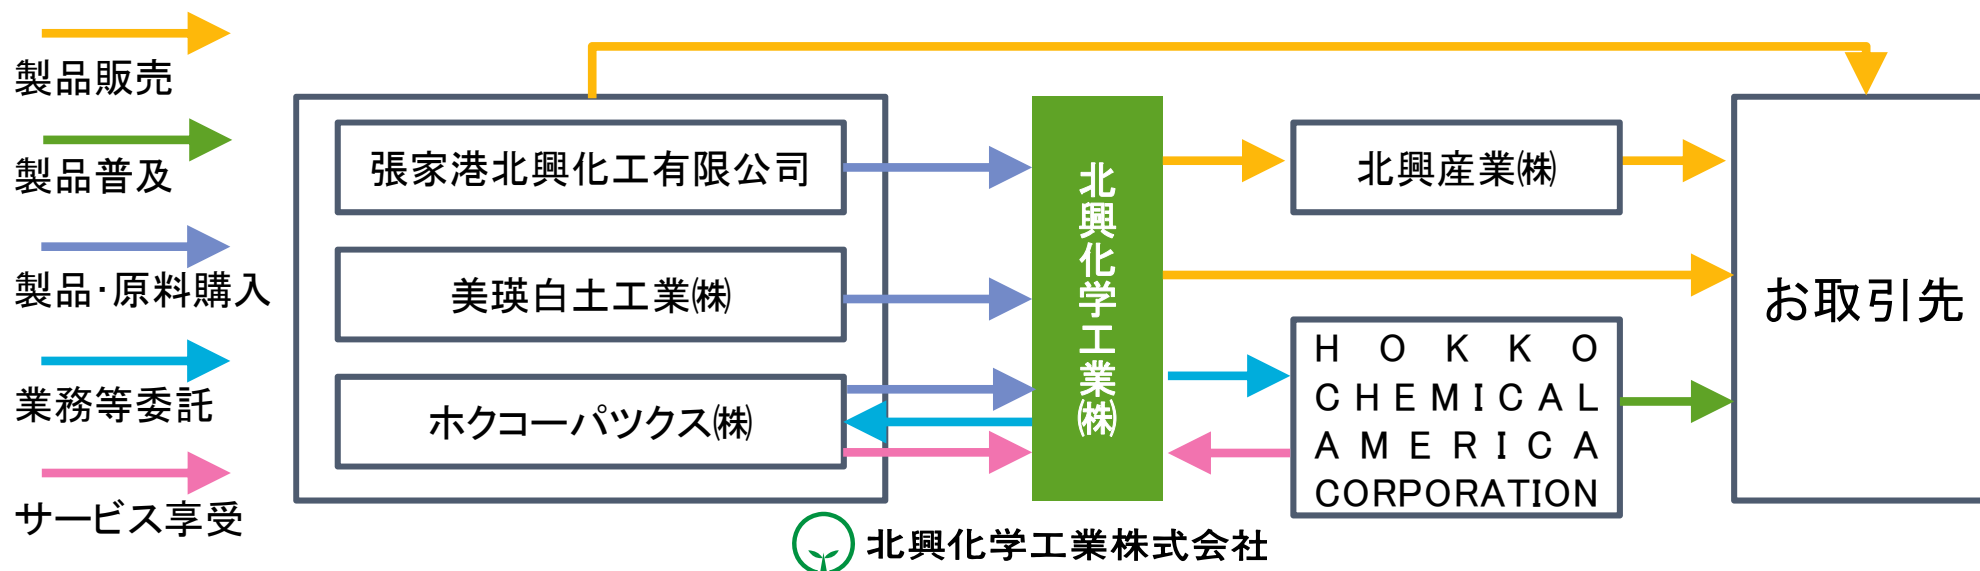 製品販売
製品普及
製品・原料購入
業務等委託
サービス享受
張家港北興化工有限公司
美瑛白土工業㈱
ホクコーパツクス㈱
北興化学工業㈱
北興産業㈱
HOKKO
CHEMICAL
AMERICA
CORPORATION
お取引先
北興化学工業株式会社